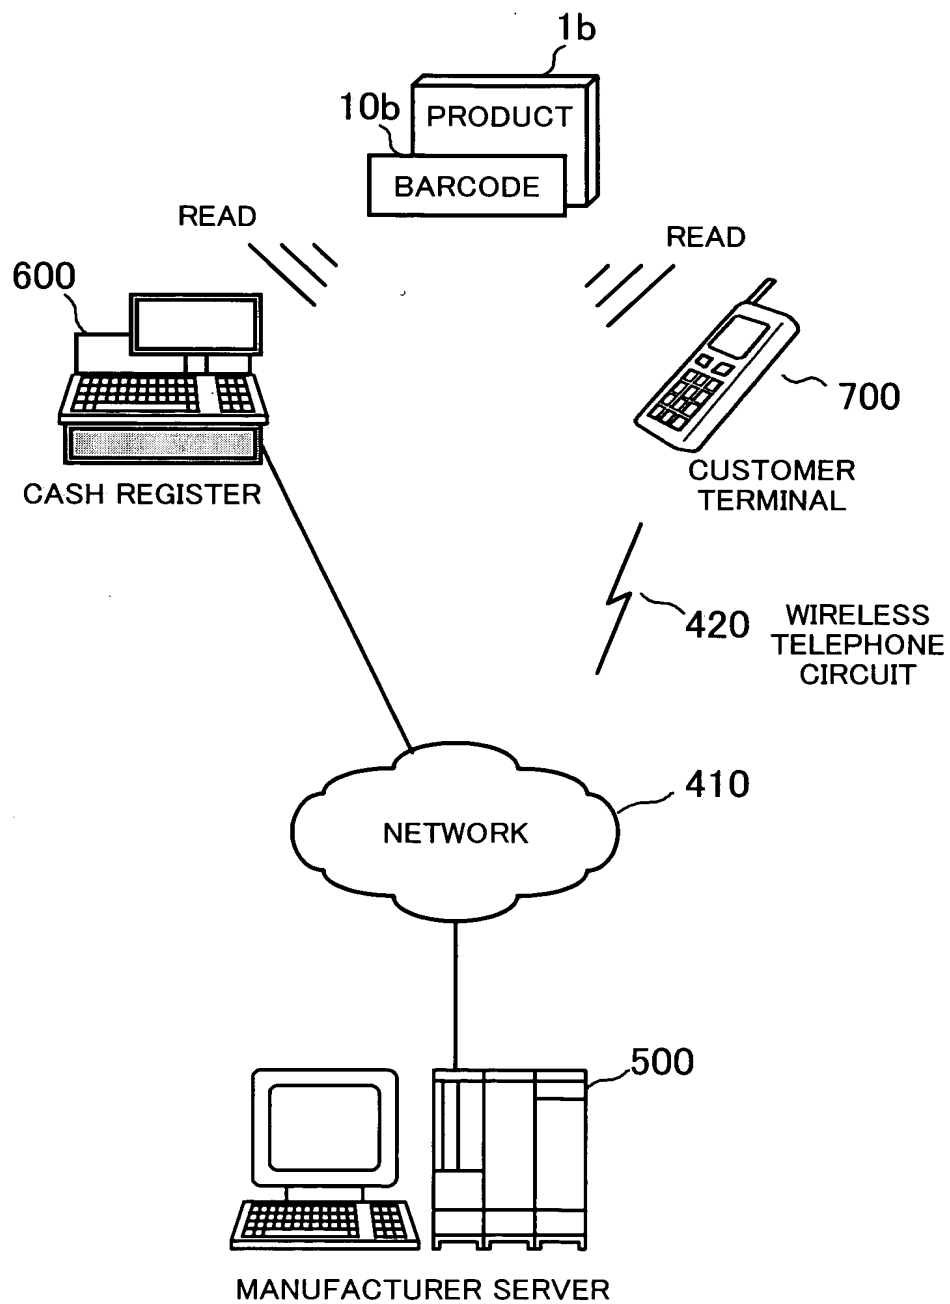 1b
10b
PRODUCT
BARCODE
READ
READ
600
700
CASH REGISTER
CUSTOMER
TERMINAL
420
WIRELESS
TELEPHONE
CIRCUIT
410
NETWORK
500
MANUFACTURER SERVER